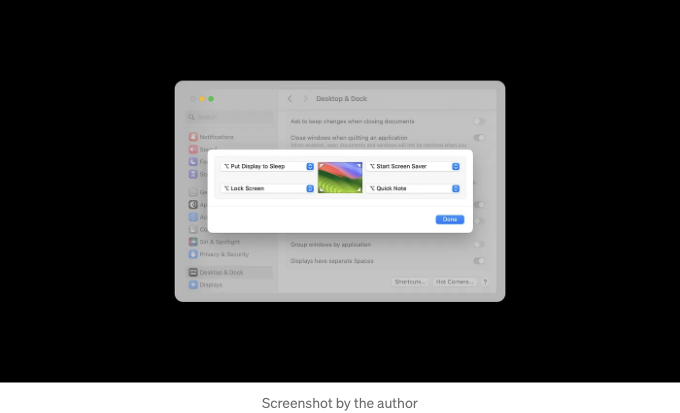 Desktop & Dock
Search
Ask to keep changes when closing documents
Notifications
Close windows when quitting an application
⌥ Put Display to Sleep
⌥ Start Screen Saver
⌥ Lock Screen
⌥ Quick Note
Done
Siri & Spotlight
Group windows by application
Privacy & Security
Displays have separate Spaces
Desktop & Dock
Displays
Shortcuts...
Hot Corners...
?
Screenshot by the author